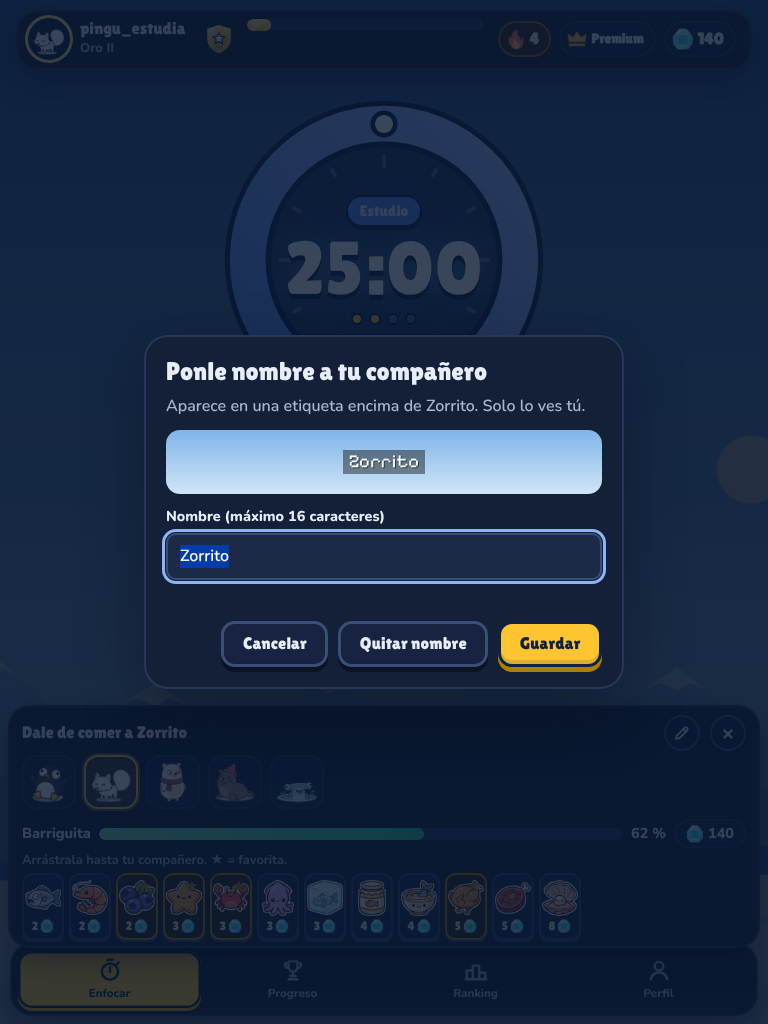 pingu_estudia
Oro II
4
Premium
140
Estudio
25:00
Ponle nombre a tu compañero
Aparece en una etiqueta encima de Zorrito. Solo lo ves tú.
Zorrito
Nombre (máximo 16 caracteres)
Zorrito
Cancelar
Quitar nombre
Guardar
Dale de comer a Zorrito
Barriguita
62 %
140
Arrástrala hasta tu compañero. ★ = favorita.
2
2
2
3
3
3
3
4
4
5
5
8
Enfocar
Progreso
Ranking
Perfil